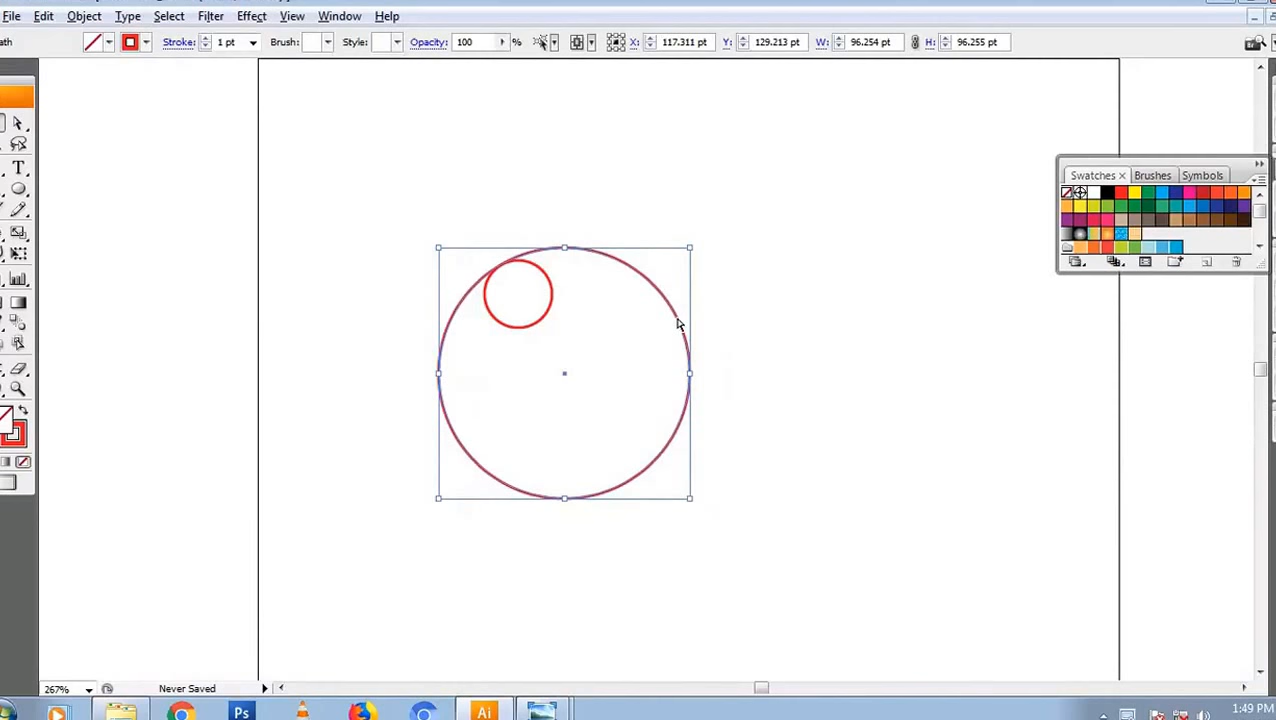 File Edit Object Type Select Filter Effect View Window Help
ath Stroke: 1 pt Brush: Style: Opacity: 100 % X: 117.311 pt Y: 129.213 pt W: 96.254 pt H: 96.255 pt
Swatches Brushes Symbols
267% Never Saved
Ps Ai 1:49 PM